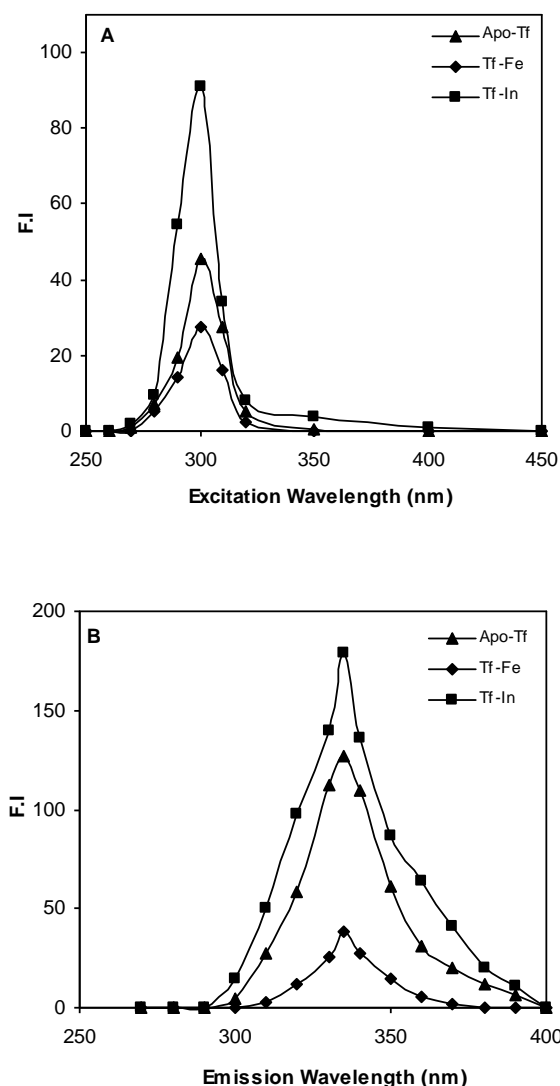 A
Apo-Tf
Tf-Fe
Tf-In
100
80
60
40
20
0
F.I
250 300 350 400 450
Excitation Wavelength (nm)
B
Apo-Tf
Tf-Fe
Tf-In
200
150
100
50
0
F.I
250 300 350 400
Emission Wavelength (nm)